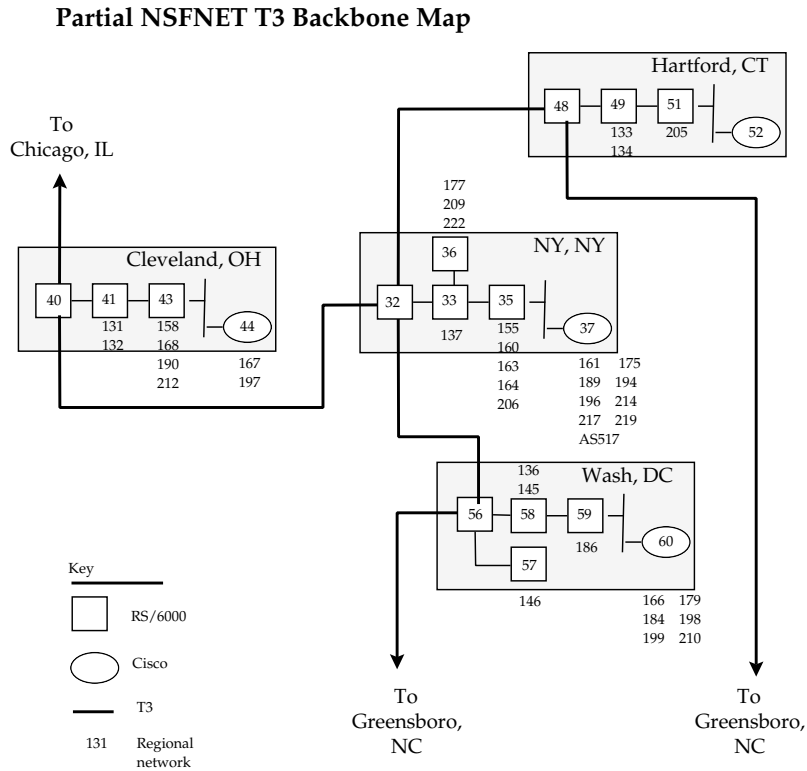 Partial NSFNET T3 Backbone Map
Hartford, CT
48
49
51
52
133
134
205
To
Chicago, IL
177
209
222
Cleveland, OH
40
41
43
44
131
132
158
168
190
212
167
197
NY, NY
36
32
33
35
37
137
155
160
163
164
206
161 175
189 194
196 214
217 219
AS517
Wash, DC
136
145
56
58
59
60
186
57
146
166 179
184 198
199 210
Key
RS/6000
Cisco
T3
131 Regional
network
To
Greensboro,
NC
To
Greensboro,
NC